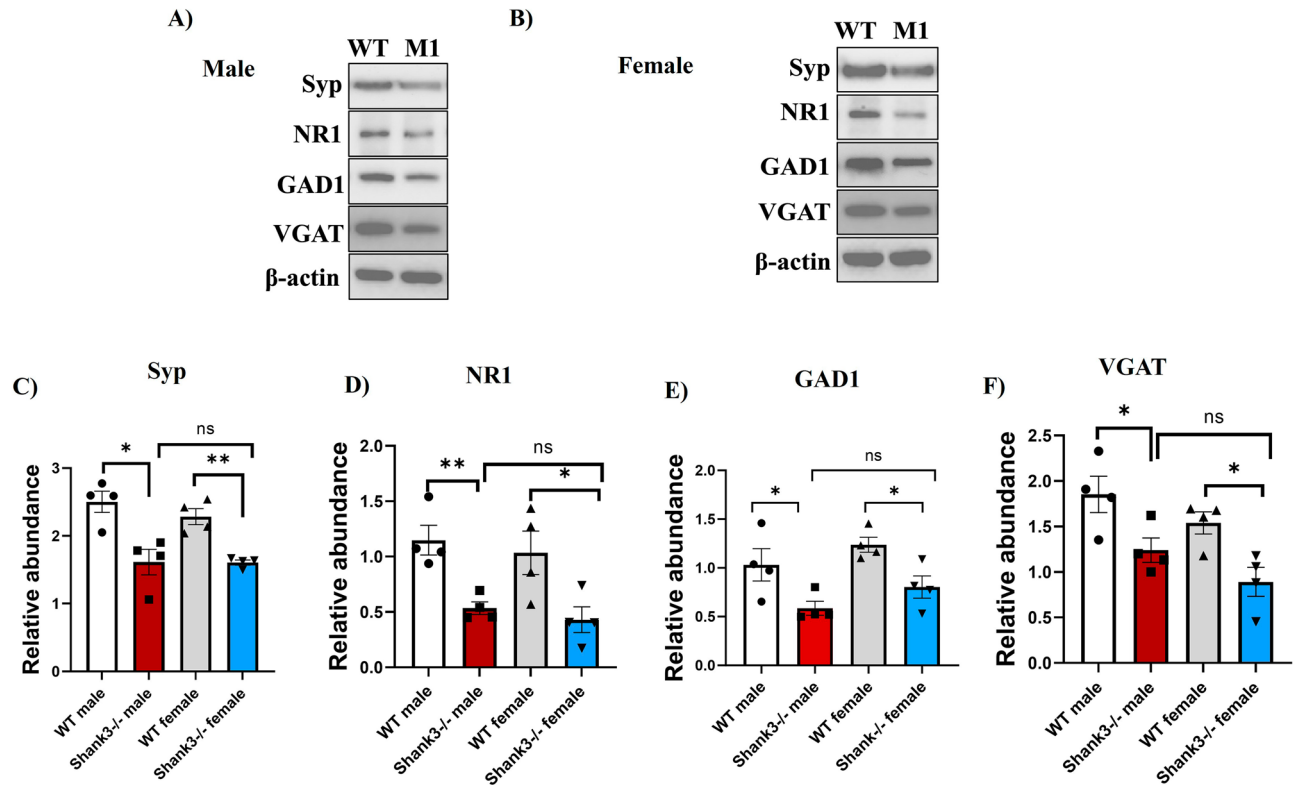 A)
WT M1
Male
Syp
NR1
GAD1
VGAT
β-actin
B)
WT M1
Female
Syp
NR1
GAD1
VGAT
β-actin
C)
Syp
Relative abundance
3
2
1
0
*
**
ns
WT male
Shank3-/- male
WT female
Shank3-/- female
D)
NR1
Relative abundance
2.0
1.5
1.0
0.5
0.0
**
*
ns
WT male
Shank3-/- male
WT female
Shank3-/- female
E)
GAD1
Relative abundance
2.0
1.5
1.0
0.5
0.0
*
*
ns
WT male
Shank3-/- male
WT female
Shank-/- female
F)
VGAT
Relative abundance
2.5
2.0
1.5
1.0
0.5
0.0
*
*
ns
WT male
Shank3-/- male
WT female
Shank3-/- female